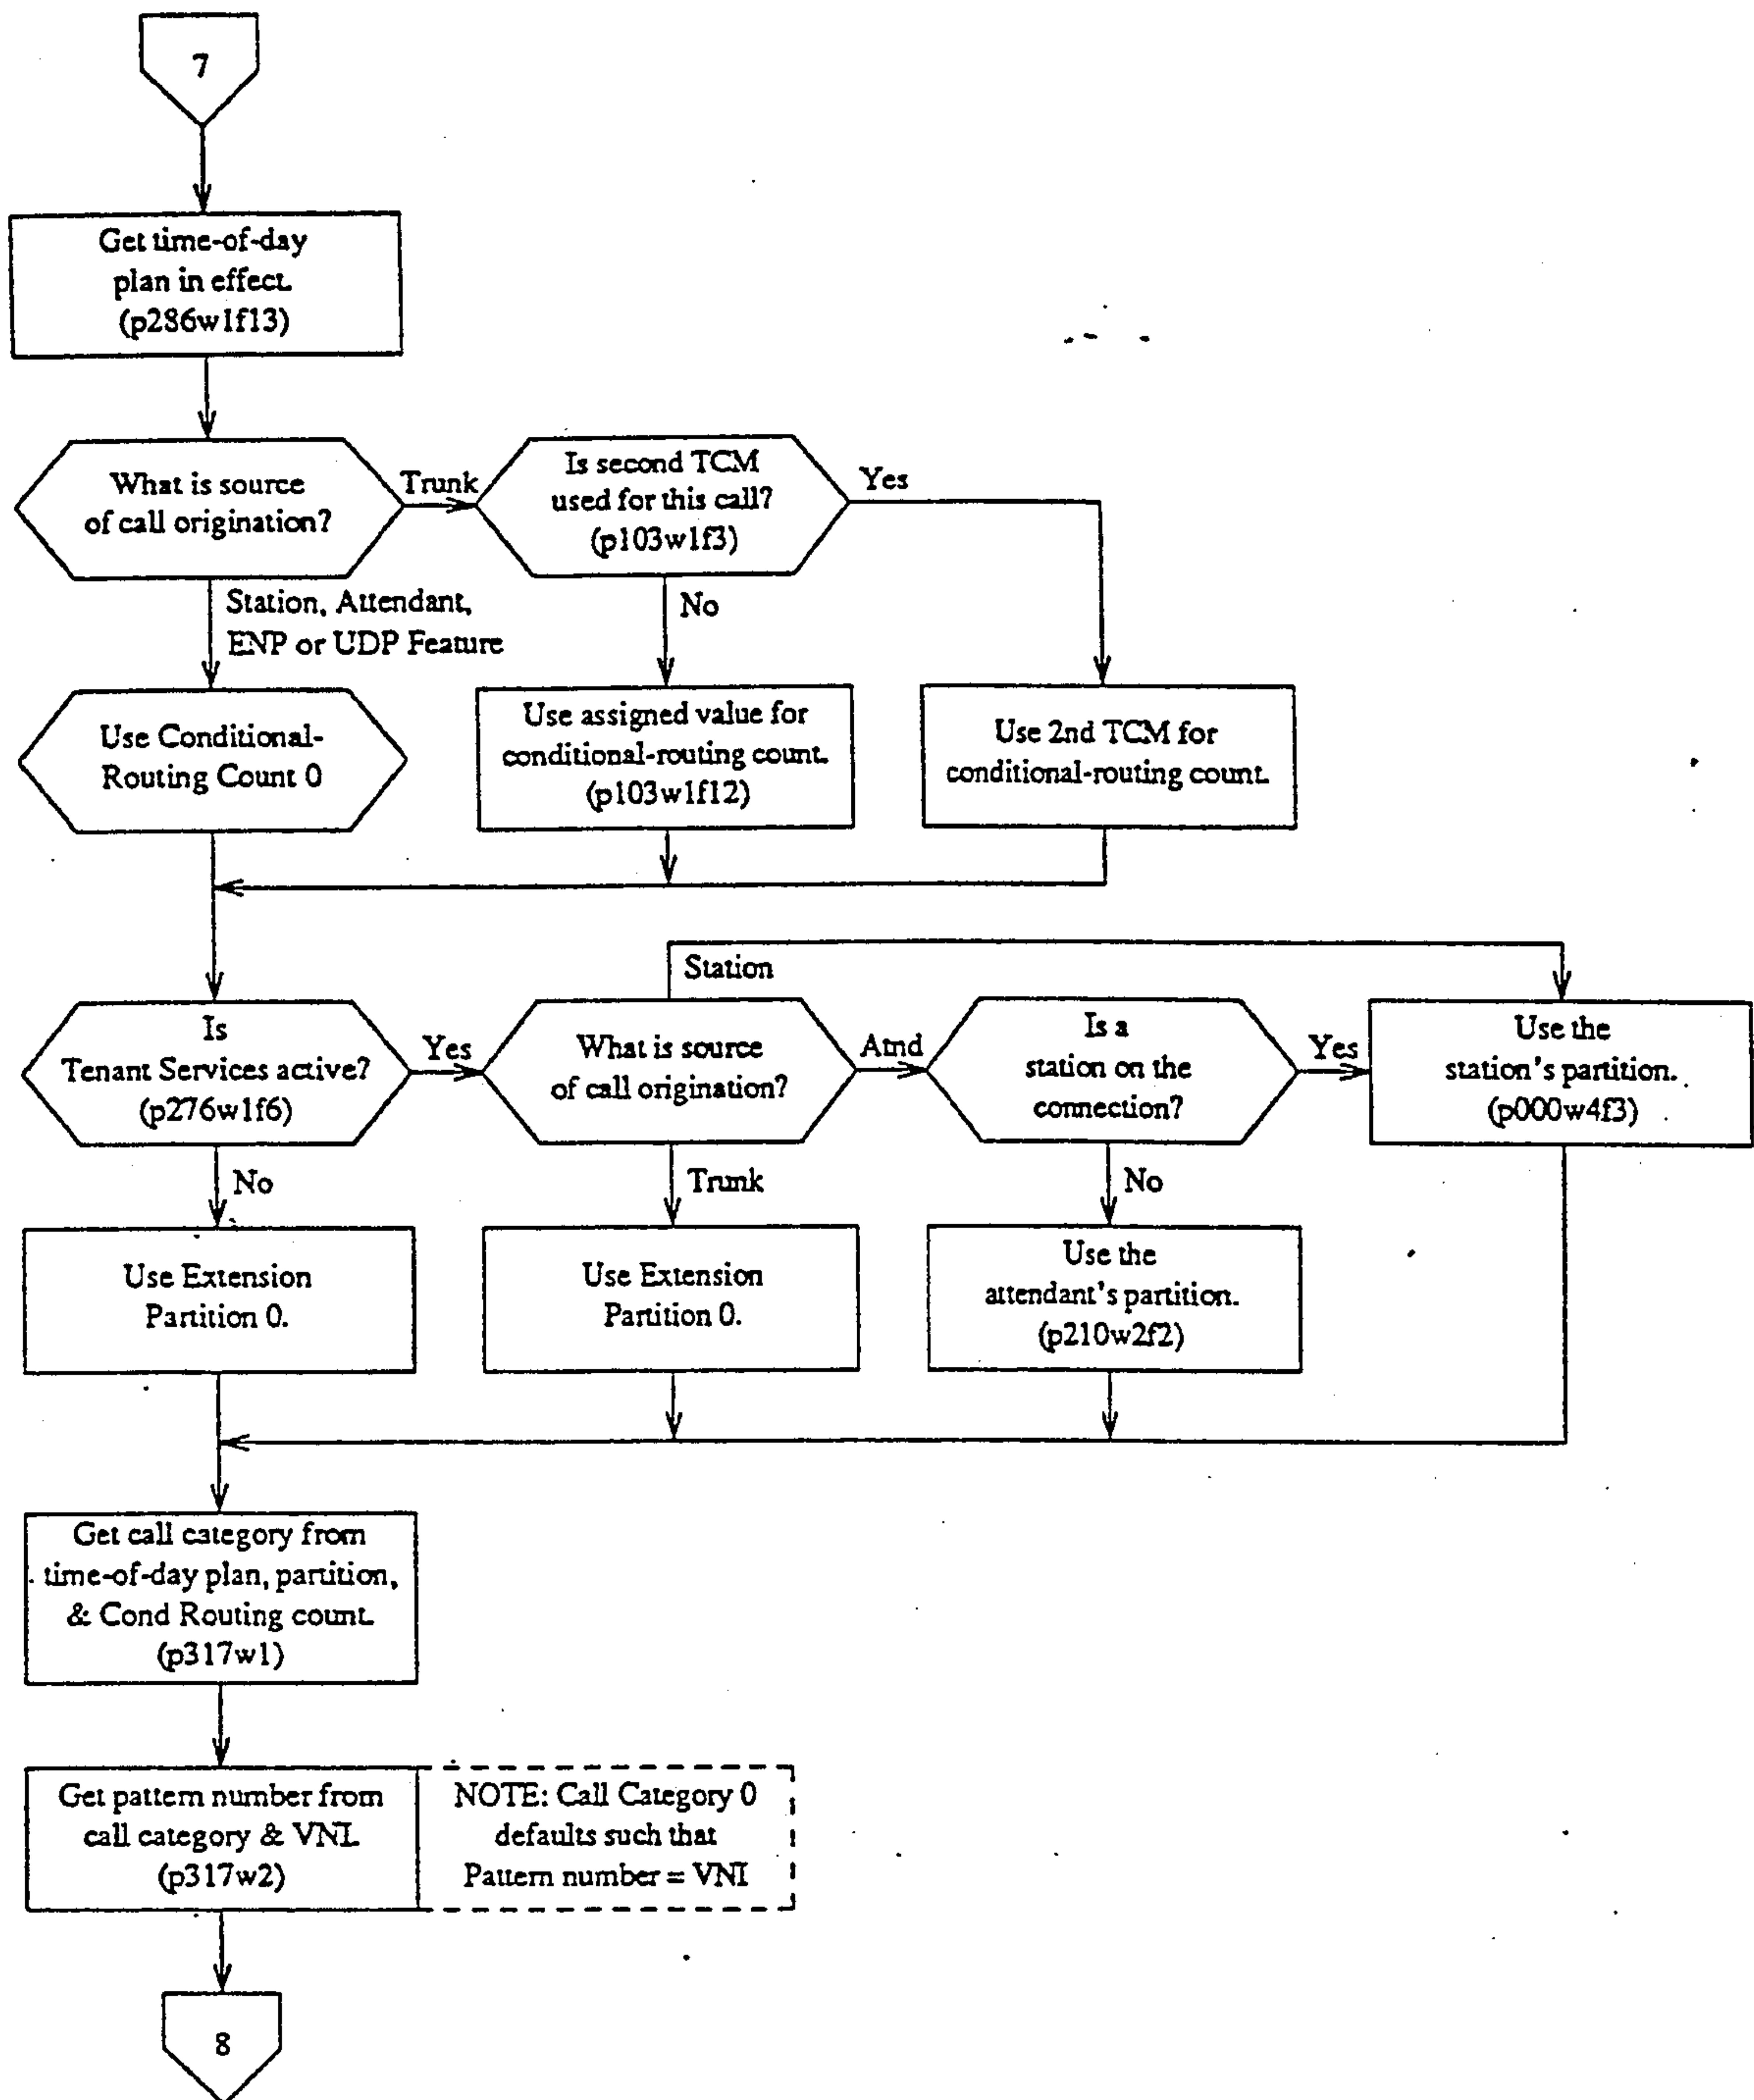 7
Get time-of-day
plan in effect.
(p286w1f13)
What is source
of call origination?
Trunk
Is second TCM
used for this call?
(p103w1f3)
Yes
Station, Attendant,
ENP or UDP Feature
No
Use Conditional-
Routing Count 0
Use assigned value for
conditional-routing count.
(p103w1f12)
Use 2nd TCM for
conditional-routing count.
Station
Is
Tenant Services active?
(p276w1f6)
Yes
What is source
of call origination?
Atnd
Is a
station on the
connection?
Yes
Use the
station's partition.
(p000w4f3)
No
Trunk
No
Use Extension
Partition 0.
Use Extension
Partition 0.
Use the
attendant's partition.
(p210w2f2)
Get call category from
time-of-day plan, partition,
& Cond Routing count.
(p317w1)
Get pattern number from
call category & VNI.
(p317w2)
NOTE: Call Category 0
defaults such that
Pattern number = VNI
8